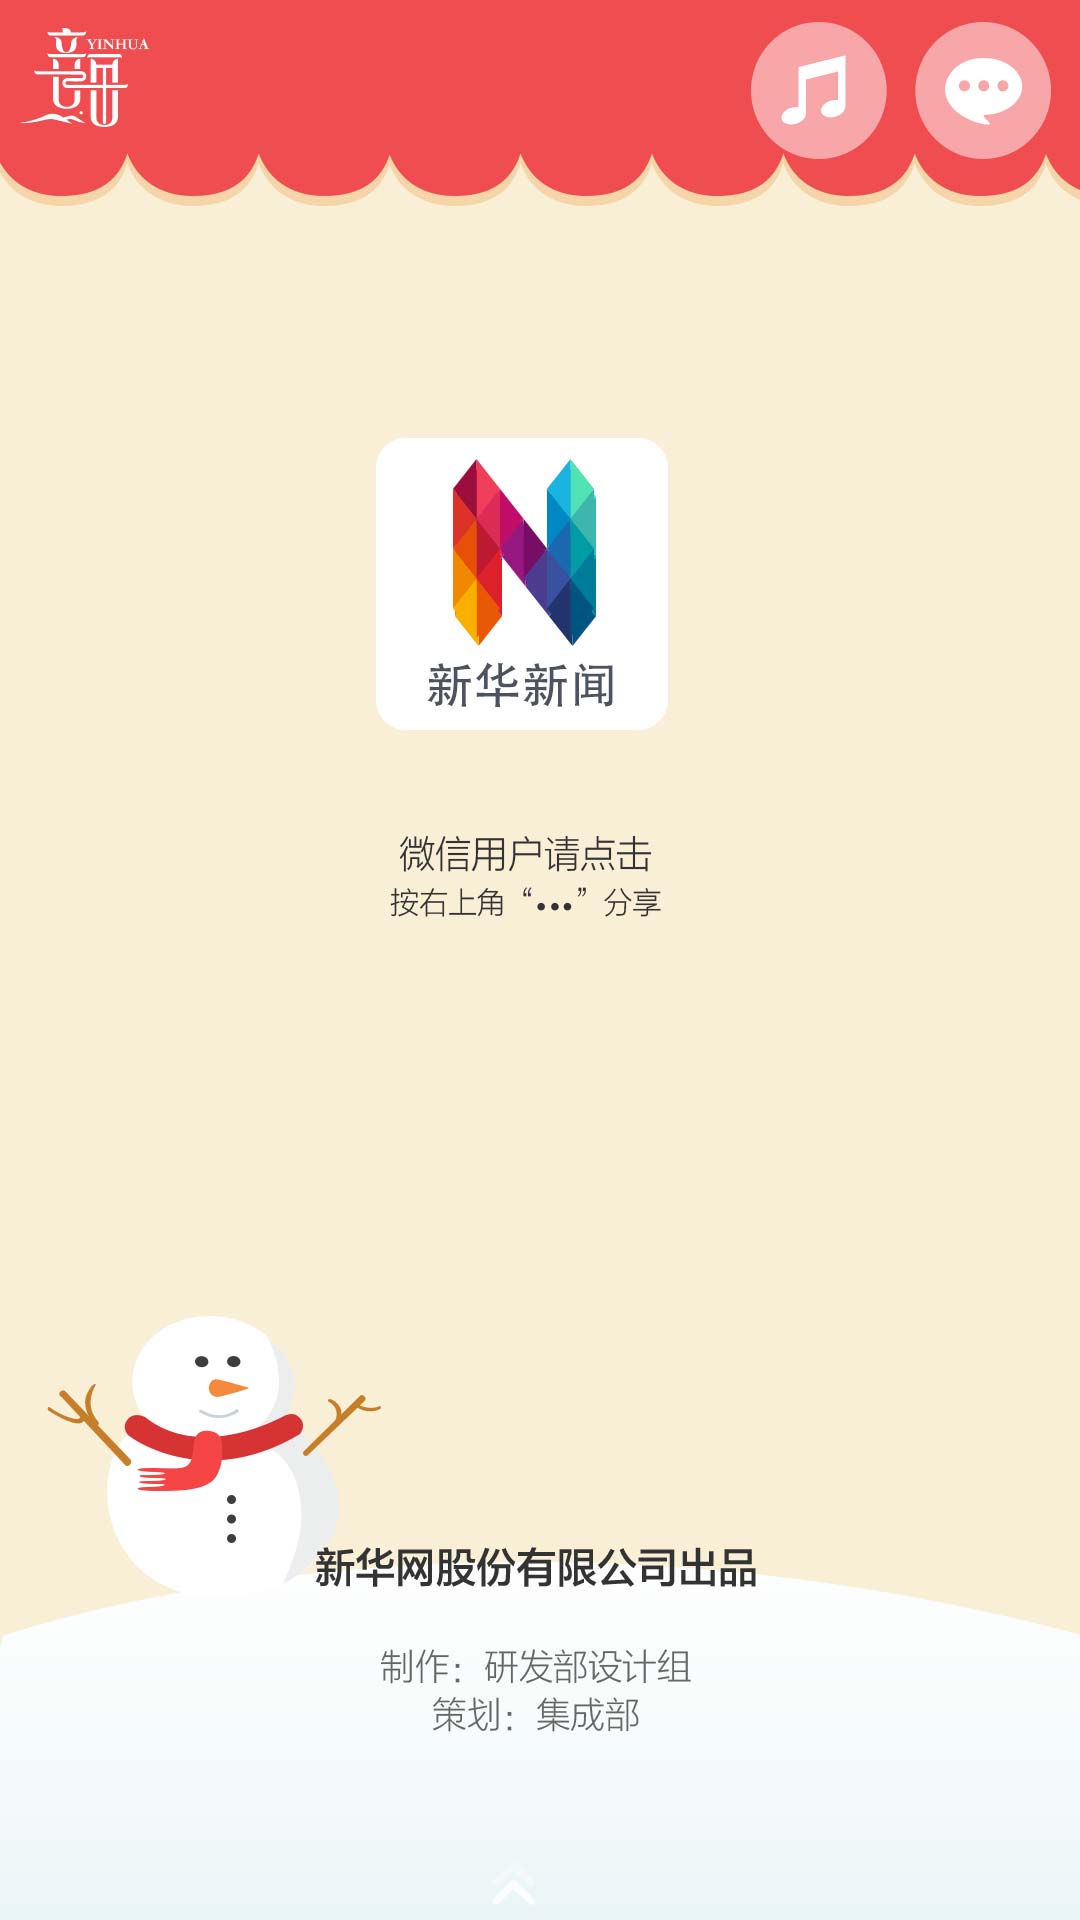 YINHUA
新华新闻
微信用户请点击
按右上角“•••”分享
新华网股份有限公司出品
制作：研发部设计组
策划：集成部